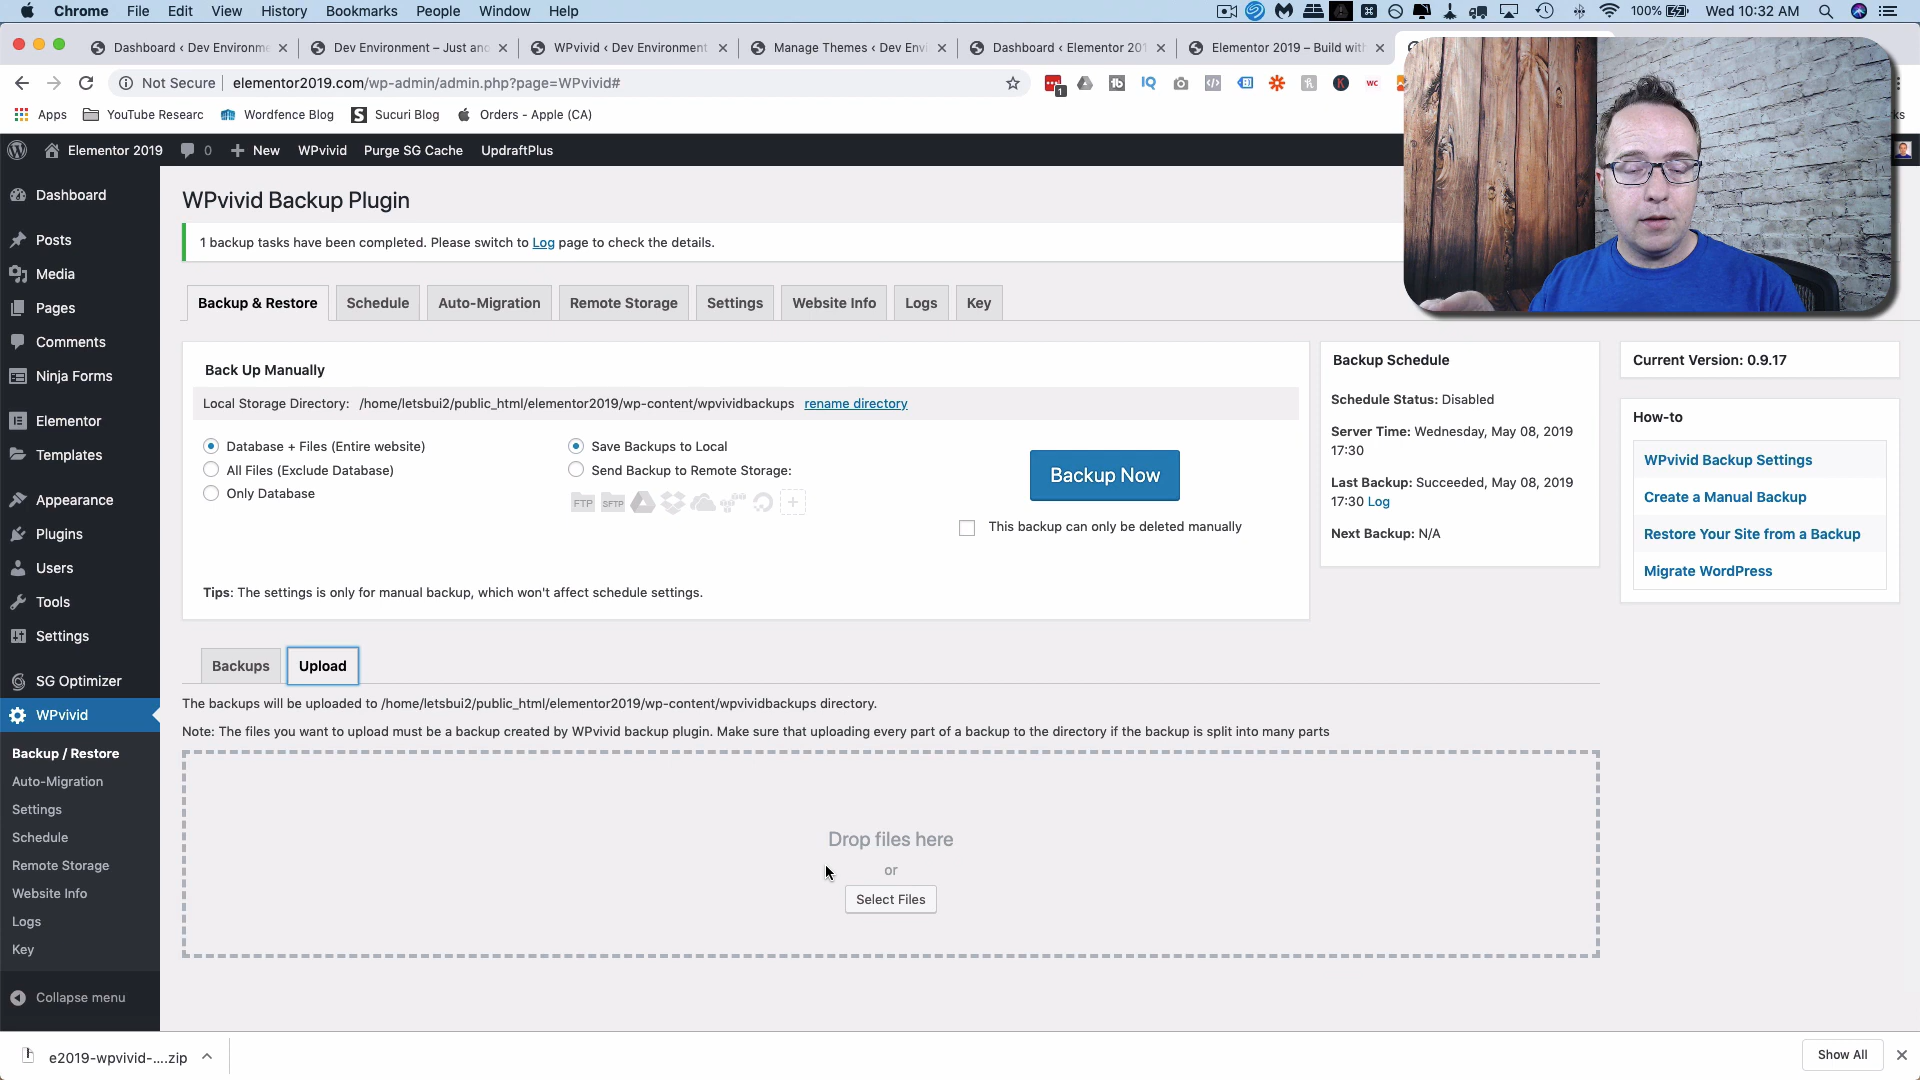 Chrome File Edit View History Bookmarks People Window Help
100% Wed 10:32 AM
Dashboard ‹ Dev Environme
Dev Environment – Just ano
WPvivid ‹ Dev Environment
Manage Themes ‹ Dev Envi
Dashboard ‹ Elementor 201
Elementor 2019 – Build with
Not Secure elementor2019.com/wp-admin/admin.php?page=WPvivid#
Apps YouTube Researc Wordfence Blog Sucuri Blog Orders - Apple (CA)
Elementor 2019 0 New WPvivid Purge SG Cache UpdraftPlus
Dashboard
Posts
Media
Pages
Comments
Ninja Forms
Elementor
Templates
Appearance
Plugins
Users
Tools
Settings
SG Optimizer
WPvivid
Backup / Restore
Auto-Migration
Settings
Schedule
Remote Storage
Website Info
Logs
Key
Collapse menu
WPvivid Backup Plugin
1 backup tasks have been completed. Please switch to Log page to check the details.
Backup & Restore Schedule Auto-Migration Remote Storage Settings Website Info Logs Key
Back Up Manually
Local Storage Directory: /home/letsbui2/public_html/elementor2019/wp-content/wpvividbackups rename directory
Database + Files (Entire website)
All Files (Exclude Database)
Only Database
Save Backups to Local
Send Backup to Remote Storage:
FTP SFTP
Backup Now
This backup can only be deleted manually
Tips: The settings is only for manual backup, which won't affect schedule settings.
Backup Schedule
Schedule Status: Disabled
Server Time: Wednesday, May 08, 2019
17:30
Last Backup: Succeeded, May 08, 2019
17:30 Log
Next Backup: N/A
Current Version: 0.9.17
How-to
WPvivid Backup Settings
Create a Manual Backup
Restore Your Site from a Backup
Migrate WordPress
Backups Upload
The backups will be uploaded to /home/letsbui2/public_html/elementor2019/wp-content/wpvividbackups directory.
Note: The files you want to upload must be a backup created by WPvivid backup plugin. Make sure that uploading every part of a backup to the directory if the backup is split into many parts
Drop files here
or
Select Files
e2019-wpvivid-....zip
Show All